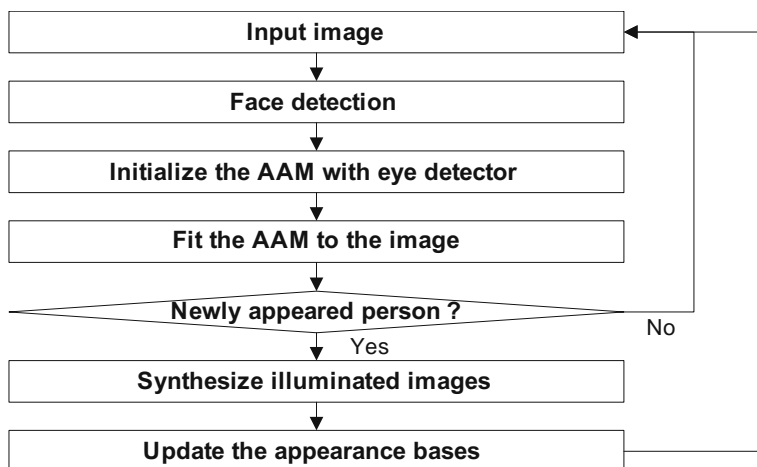 Input image
Face detection
Initialize the AAM with eye detector
Fit the AAM to the image
Newly appeared person ?
No
Yes
Synthesize illuminated images
Update the appearance bases